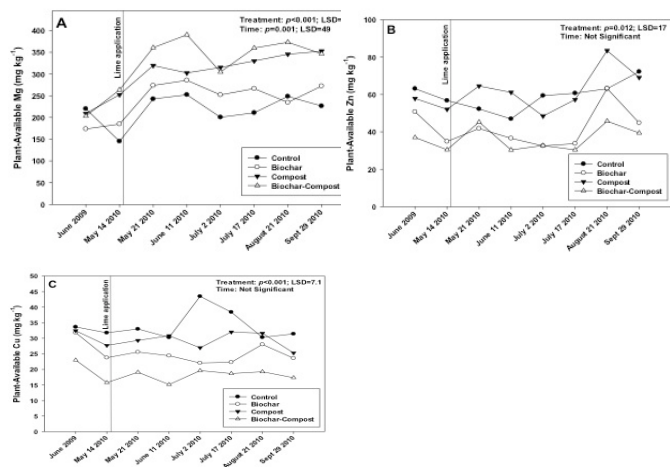 A
Treatment: p<0.001; LSD=
Time: p=0.001; LSD=49
Lime application
Plant-Available Mg (mg kg⁻¹)
450
400
350
300
250
200
150
100
50
0
Control
Biochar
Compost
Biochar-Compost
June 2009
May 14 2010
May 21 2010
June 11 2010
July 2 2010
July 17 2010
August 21 2010
Sept 29 2010
B
Treatment: p=0.012; LSD=17
Time: Not Significant
Lime application
Plant-Available Zn (mg kg⁻¹)
100
80
60
40
20
0
Control
Biochar
Compost
Biochar-Compost
June 2009
May 14 2010
May 21 2010
June 11 2010
July 2 2010
July 17 2010
August 21 2010
Sept 29 2010
C
Treatment: p<0.001; LSD=7.1
Time: Not Significant
Lime application
Plant-Available Cu (mg kg⁻¹)
50
45
40
35
30
25
20
15
10
5
0
Control
Biochar
Compost
Biochar-Compost
June 2009
May 14 2010
May 21 2010
June 11 2010
July 2 2010
July 17 2010
August 21 2010
Sept 29 2010